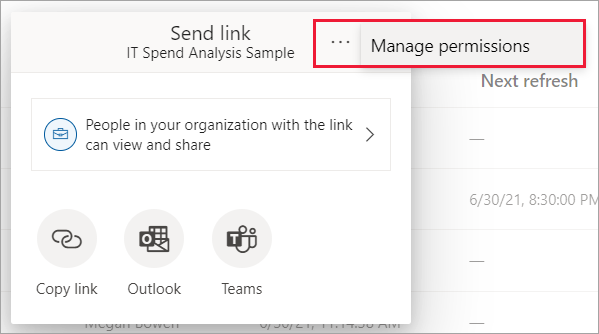 Send link
IT Spend Analysis Sample
Manage permissions
Next refresh
People in your organization with the link
can view and share
—
6/30/21, 8:30:00 PM
—
Copy link
Outlook
Teams
Megan Bowen
6/30/21, 11:14:38 AM
—